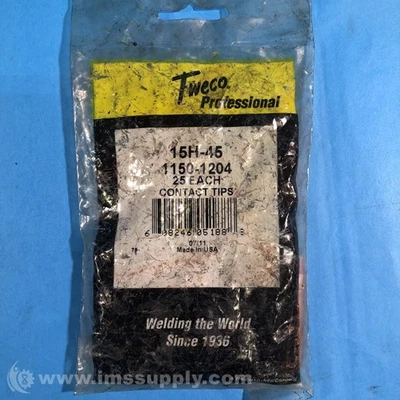 Tweco
Professional
15H-45
1150-1204
25 EACH
CONTACT TIPS
07/11
Made in USA
Welding the World
Since 1936
www.imssupply.com